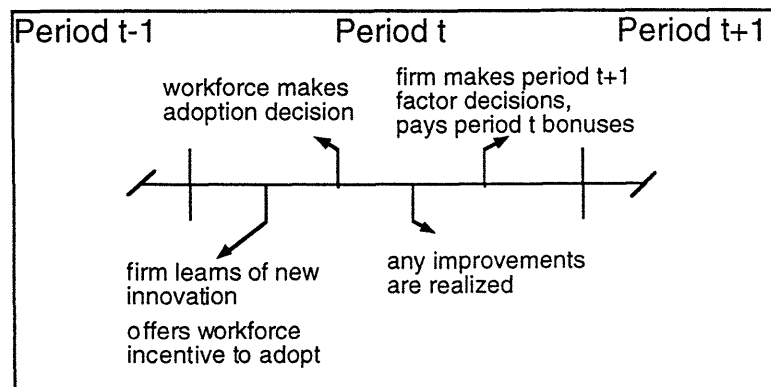 Period t-1
Period t
Period t+1
workforce makes
adoption decision
firm makes period t+1
factor decisions,
pays period t bonuses
firm learns of new
innovation
offers workforce
incentive to adopt
any improvements
are realized